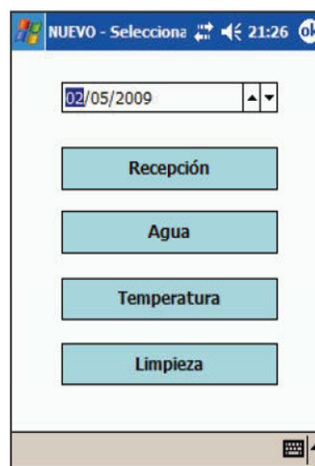 NUEVO - Selecciona 21:26 ok
02/05/2009
Recepción
Agua
Temperatura
Limpieza